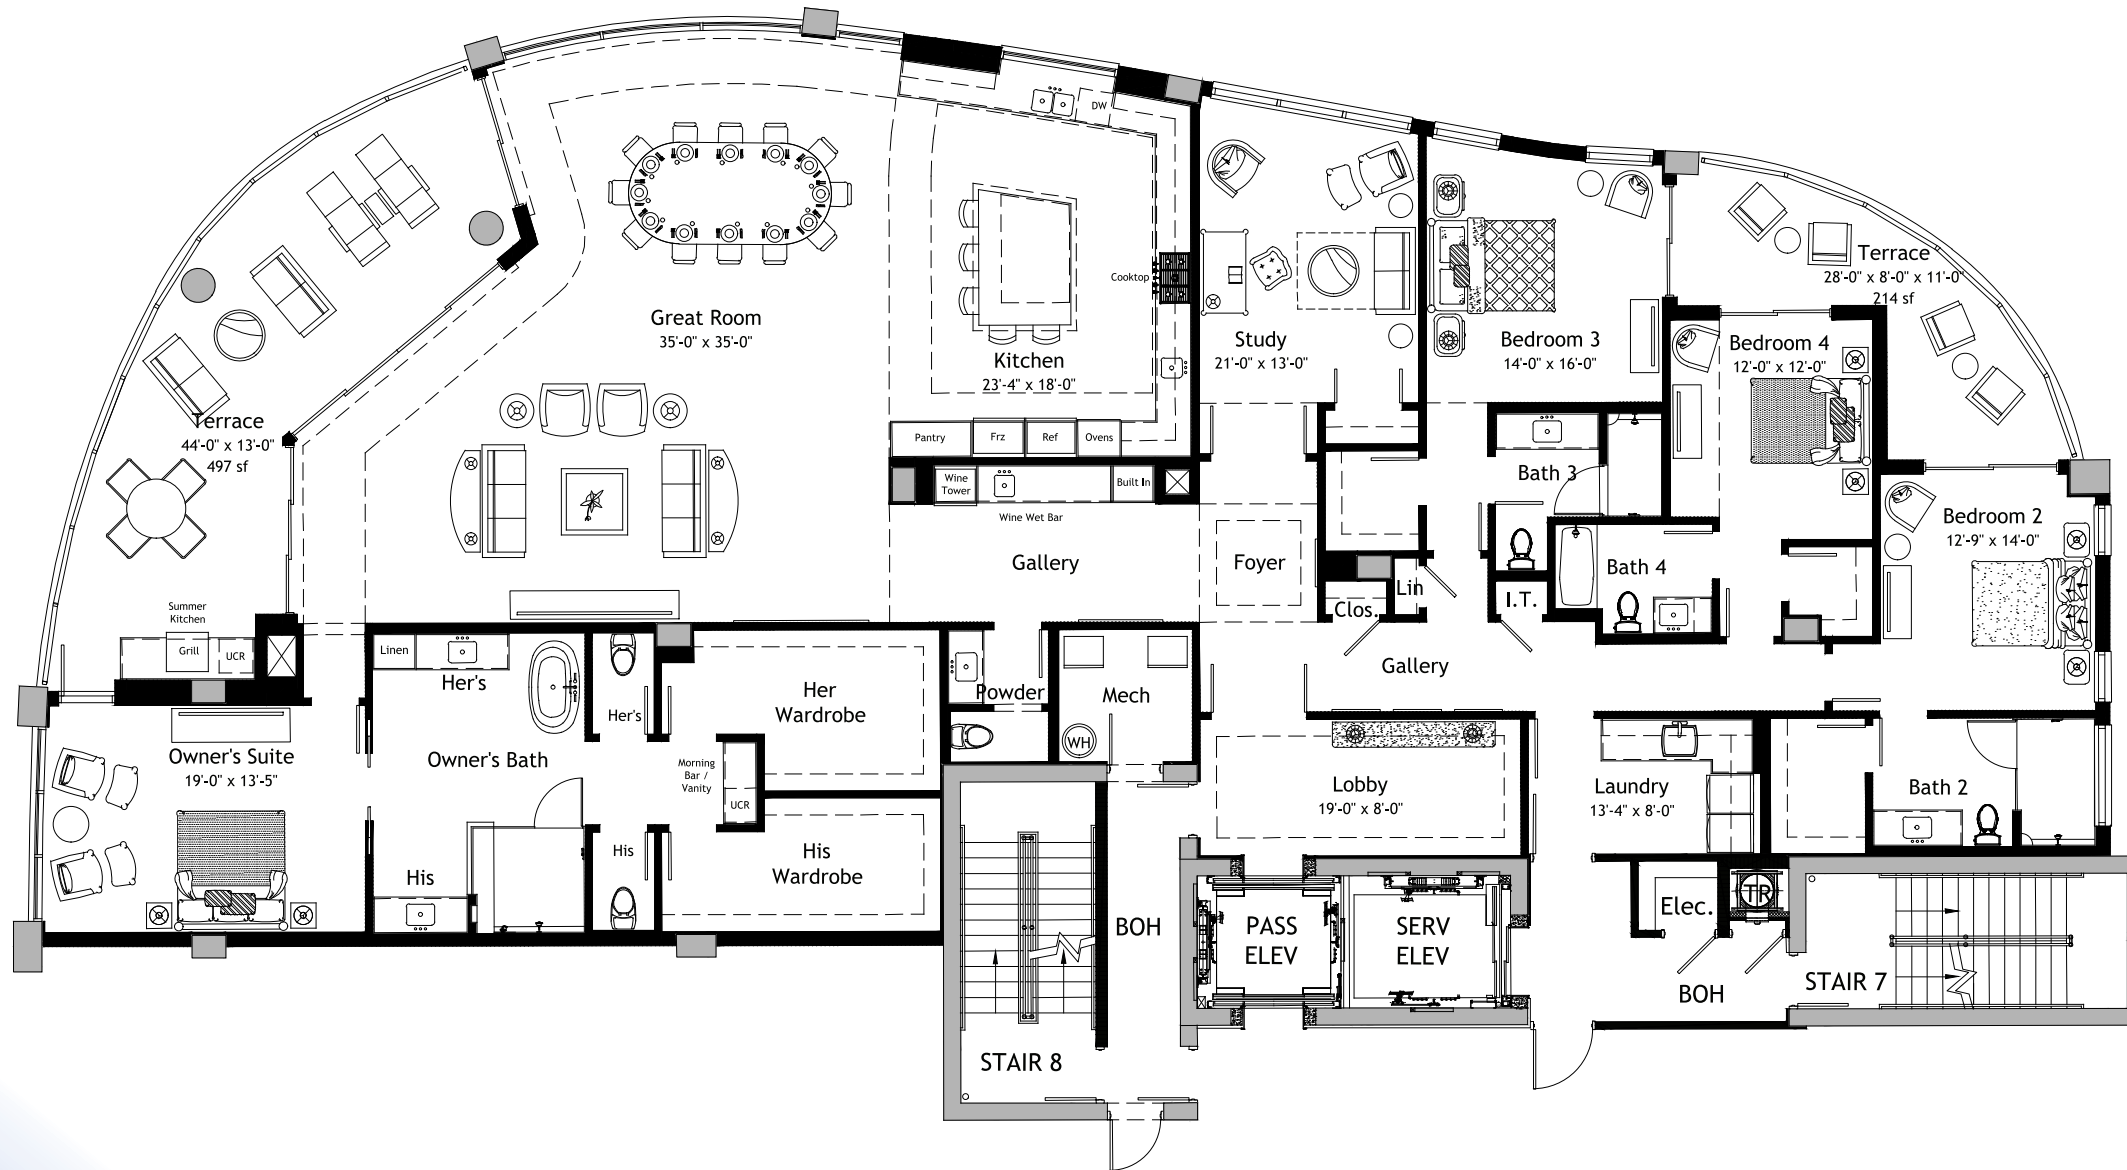 DW
Terrace
28'-0" x 8'-0" x 11'-0"
214 sf
Cooktop
Great Room
35'-0" x 35'-0"
Kitchen
23'-4" x 18'-0"
Study
21'-0" x 13'-0"
Bedroom 3
14'-0" x 16'-0"
Bedroom 4
12'-0" x 12'-0"
Terrace
44'-0" x 13'-0"
497 sf
Pantry
Frz
Ref
Ovens
Wine
Tower
Built In
Wine Wet Bar
Bath 3
Bedroom 2
12'-9" x 14'-0"
Gallery
Foyer
Bath 4
Clos.
Lin
I.T.
Summer
Kitchen
Grill
UCR
Linen
Her's
Her's
Her
Wardrobe
Powder
Mech
WH
Gallery
Owner's Suite
19'-0" x 13'-5"
Owner's Bath
Morning
Bar /
Vanity
UCR
Lobby
19'-0" x 8'-0"
Laundry
13'-4" x 8'-0"
Bath 2
His
His
His
Wardrobe
BOH
PASS
ELEV
SERV
ELEV
Elec.
TR
BOH
STAIR 7
STAIR 8